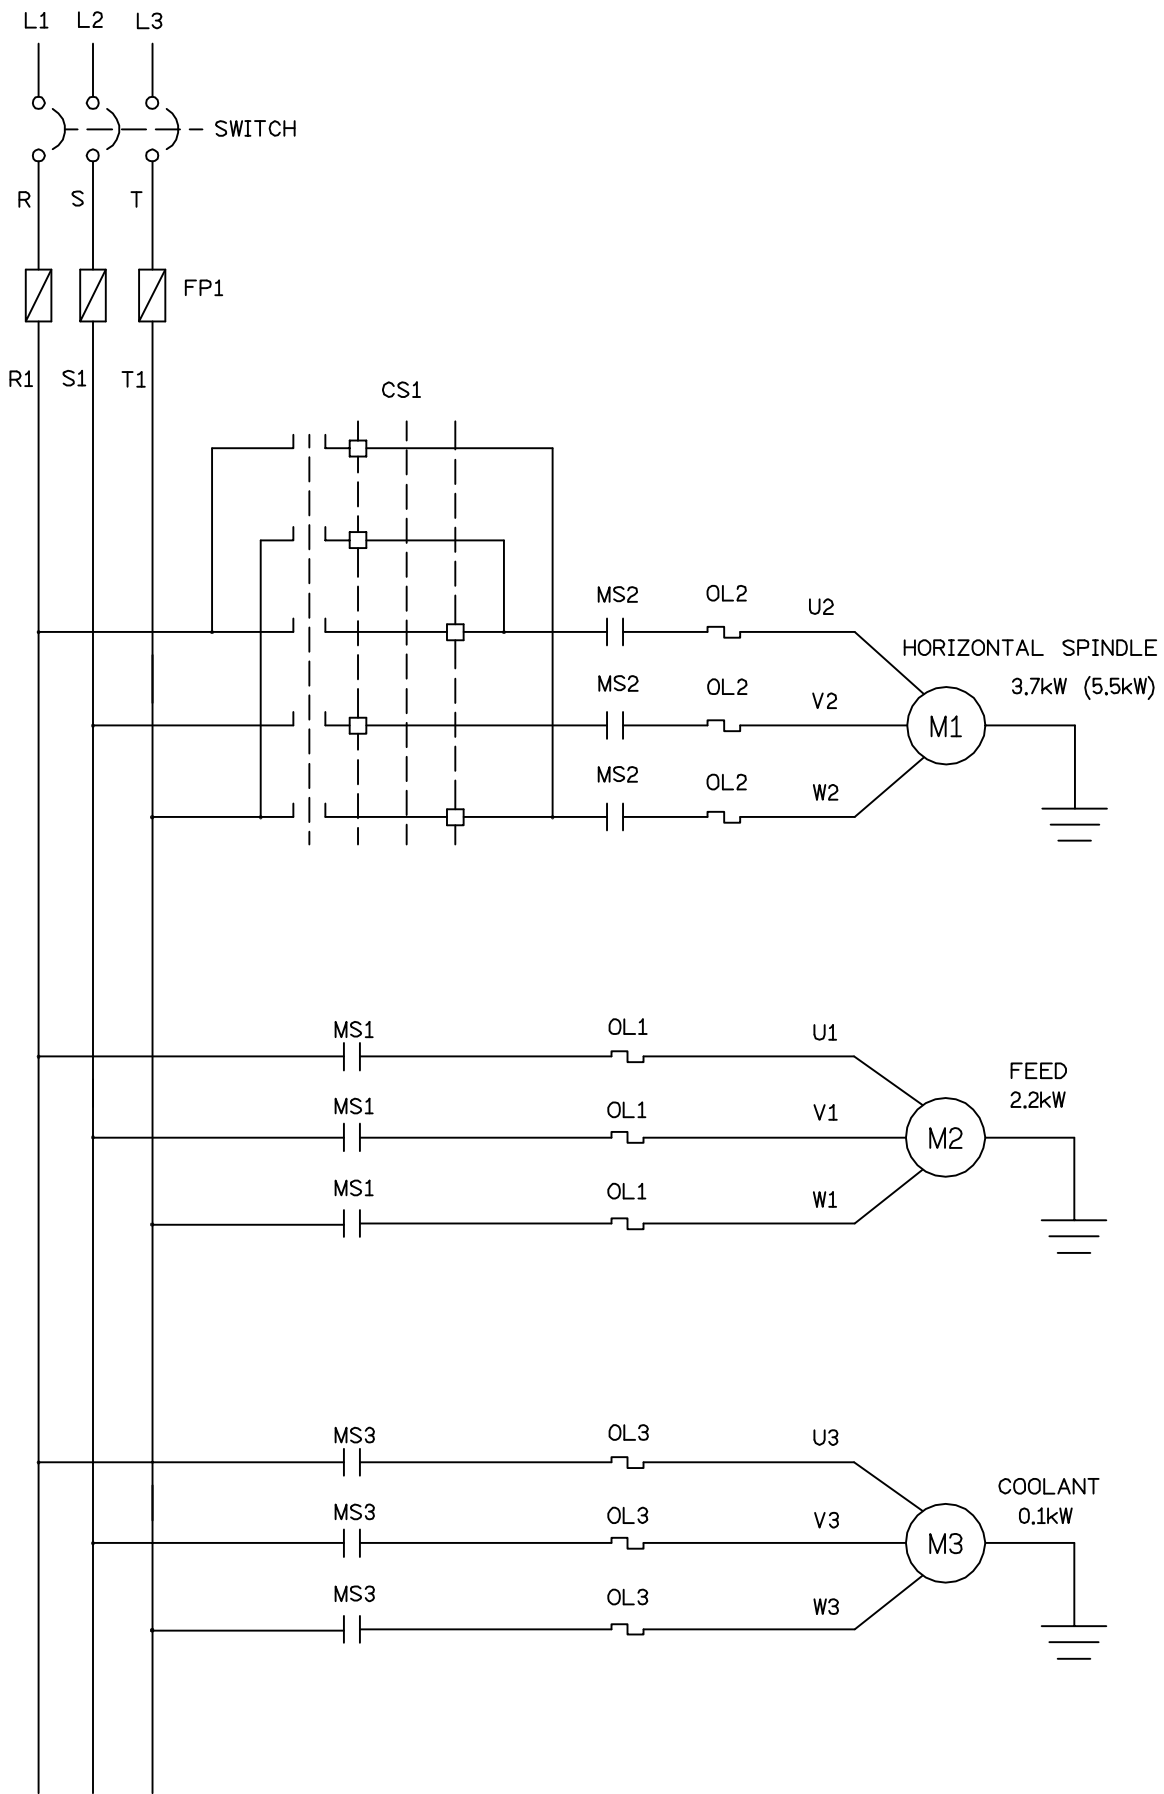 L1 L2 L3
SWITCH
R S T
FP1
R1 S1 T1
CS1
MS2 OL2 U2
HORIZONTAL SPINDLE
3.7kW (5.5kW)
MS2 OL2 V2
M1
MS2 OL2 W2
MS1 OL1 U1
FEED
2.2kW
MS1 OL1 V1
M2
MS1 OL1 W1
MS3 OL3 U3
COOLANT
0.1kW
MS3 OL3 V3
M3
MS3 OL3 W3